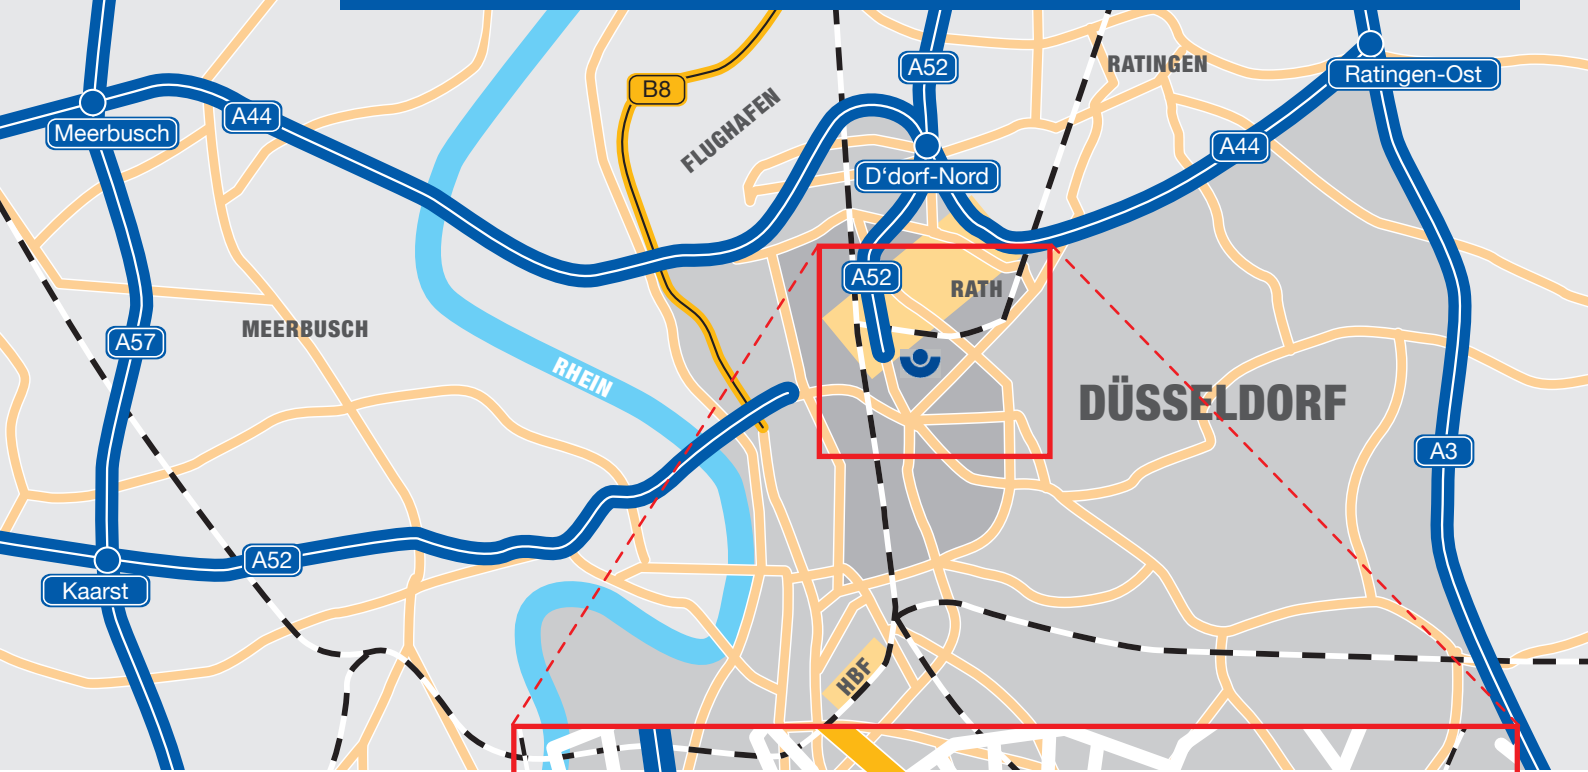 A52
RATINGEN
Ratingen-Ost
B8
A44
Meerbusch
FLUGHAFEN
A44
D'dorf-Nord
A52
RATH
MEERBUSCH
A57
RHEIN
DÜSSELDORF
A3
A52
Kaarst
HBF